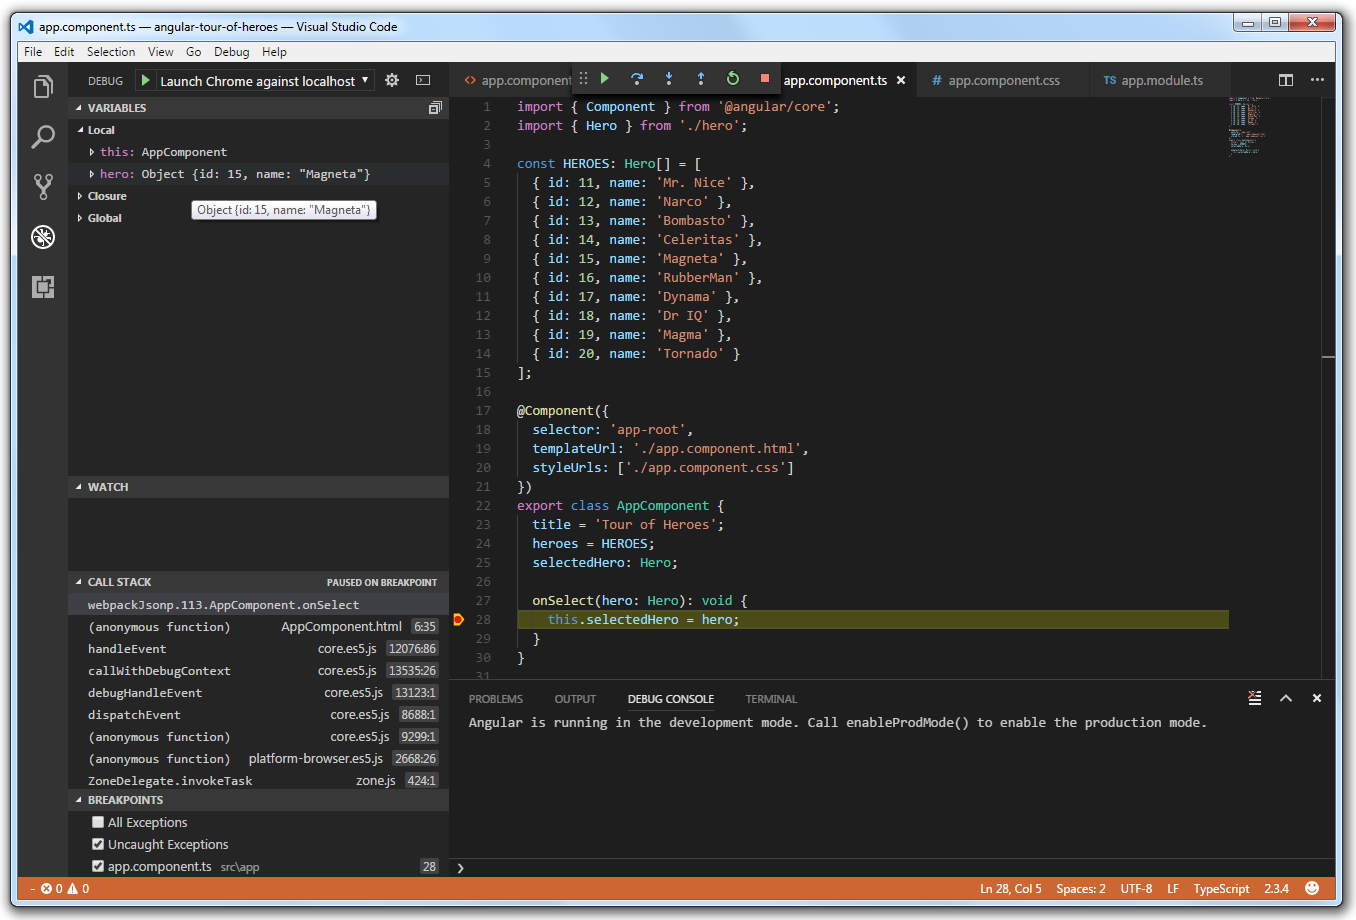 app.component.ts — angular-tour-of-heroes — Visual Studio Code
File Edit Selection View Go Debug Help
DEBUG Launch Chrome against localhost
VARIABLES
Local
this: AppComponent
hero: Object {id: 15, name: "Magneta"}
Closure
Object {id: 15, name: "Magneta"}
Global
WATCH
CALL STACK PAUSED ON BREAKPOINT
webpackJsonp.113.AppComponent.onSelect
(anonymous function) AppComponent.html 6:35
handleEvent core.es5.js 12076:86
callWithDebugContext core.es5.js 13535:26
debugHandleEvent core.es5.js 13123:1
dispatchEvent core.es5.js 8688:1
(anonymous function) core.es5.js 9299:1
(anonymous function) platform-browser.es5.js 2668:26
ZoneDelegate.invokeTask zone.js 424:1
BREAKPOINTS
All Exceptions
Uncaught Exceptions
app.component.ts src\app 28
<> app.component app.component.ts # app.component.css TS app.module.ts
1 import { Component } from '@angular/core';
2 import { Hero } from './hero';
3
4 const HEROES: Hero[] = [
5 { id: 11, name: 'Mr. Nice' },
6 { id: 12, name: 'Narco' },
7 { id: 13, name: 'Bombasto' },
8 { id: 14, name: 'Celeritas' },
9 { id: 15, name: 'Magneta' },
10 { id: 16, name: 'RubberMan' },
11 { id: 17, name: 'Dynama' },
12 { id: 18, name: 'Dr IQ' },
13 { id: 19, name: 'Magma' },
14 { id: 20, name: 'Tornado' }
15 ];
16
17 @Component({
18 selector: 'app-root',
19 templateUrl: './app.component.html',
20 styleUrls: ['./app.component.css']
21 })
22 export class AppComponent {
23 title = 'Tour of Heroes';
24 heroes = HEROES;
25 selectedHero: Hero;
26
27 onSelect(hero: Hero): void {
28 this.selectedHero = hero;
29 }
30 }
31
PROBLEMS OUTPUT DEBUG CONSOLE TERMINAL
Angular is running in the development mode. Call enableProdMode() to enable the production mode.
- 0 0 Ln 28, Col 5 Spaces: 2 UTF-8 LF TypeScript 2.3.4